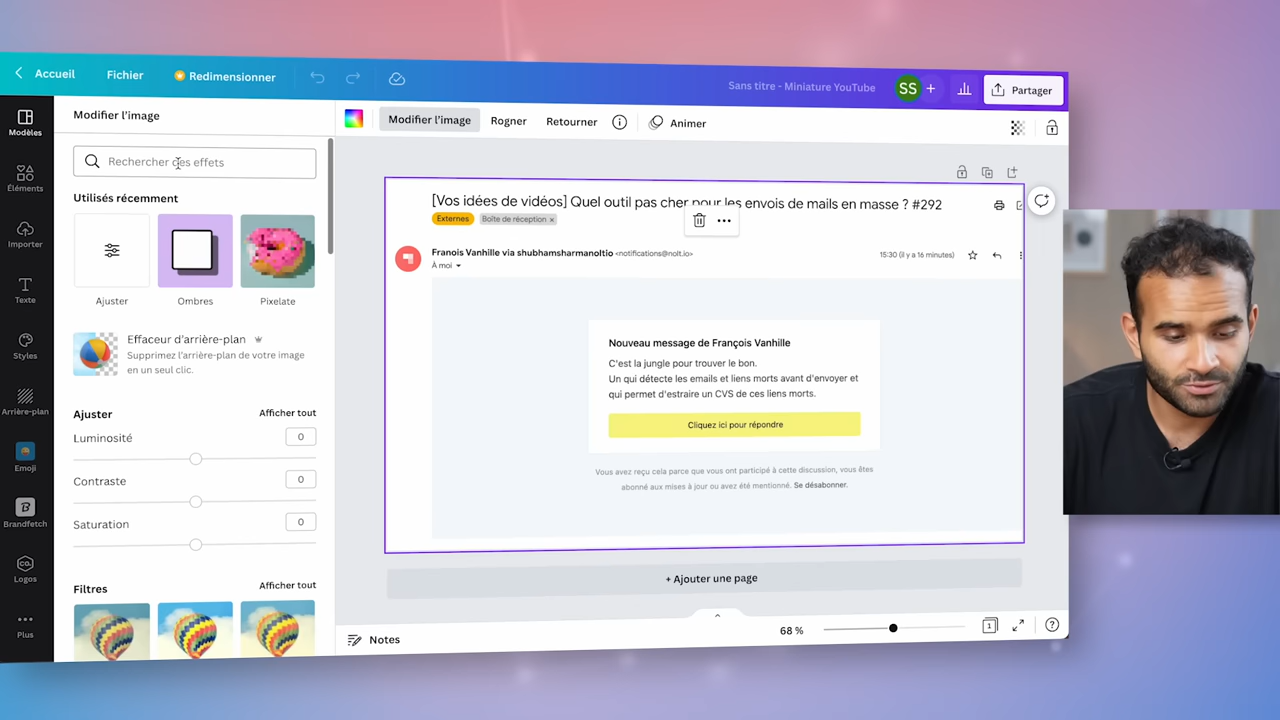 Accueil
Fichier
Redimensionner
Sans titre - Miniature YouTube
SS
+
Partager
Modèles
Éléments
Importer
Texte
Styles
Arrière-plan
Emoji
Brandfetch
Logos
Plus
Modifier l'image
Rechercher des effets
Utilisés récemment
Ajuster
Ombres
Pixelate
Effaceur d'arrière-plan
Supprimez l'arrière-plan de votre image
en un seul clic.
Ajuster
Afficher tout
Luminosité
0
Contraste
0
Saturation
0
Filtres
Afficher tout
Modifier l'image
Rogner
Retourner
Animer
[Vos idées de vidéos] Quel outil pas cher pour les envois de mails en masse ? #292
Externes
Boîte de réception ×
Franois Vanhille via shubhamsharmanoltio <notifications@nolt.io>
15:30 (il y a 16 minutes)
À moi
Nouveau message de François Vanhille
C'est la jungle pour trouver le bon.
Un qui détecte les emails et liens morts avant d'envoyer et
qui permet d'estraire un CVS de ces liens morts.
Cliquez ici pour répondre
Vous avez reçu cela parce que vous ont participé à cette discussion, vous êtes
abonné aux mises à jour ou avez été mentionné. Se désabonner.
+ Ajouter une page
Notes
68 %
1